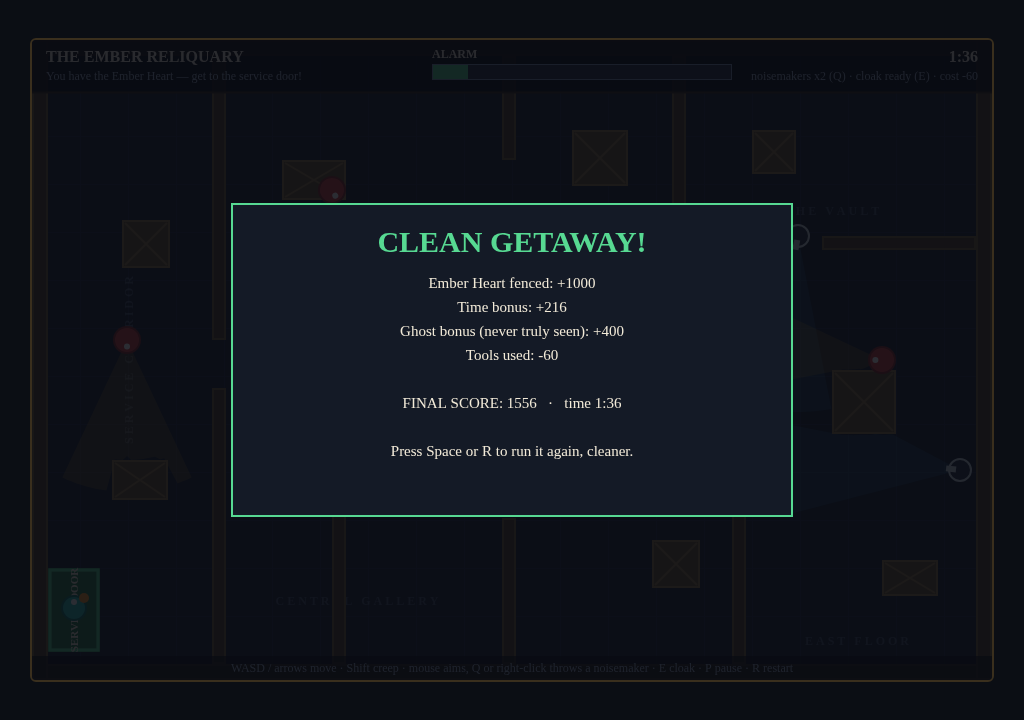 THE EMBER RELIQUARY
ALARM
1:36
You have the Ember Heart — get to the service door!
noisemakers x2 (Q) · cloak ready (E) · cost -60
CLEAN GETAWAY!
Ember Heart fenced: +1000
Time bonus: +216
Ghost bonus (never truly seen): +400
Tools used: -60
FINAL SCORE: 1556 · time 1:36
Press Space or R to run it again, cleaner.
VAULT
SERVICE
CENTRAL GALLERY
EAST FLOOR
WASD / arrows move · Shift creep · mouse aims, Q or right-click throws a noisemaker · E cloak · P pause · R restart